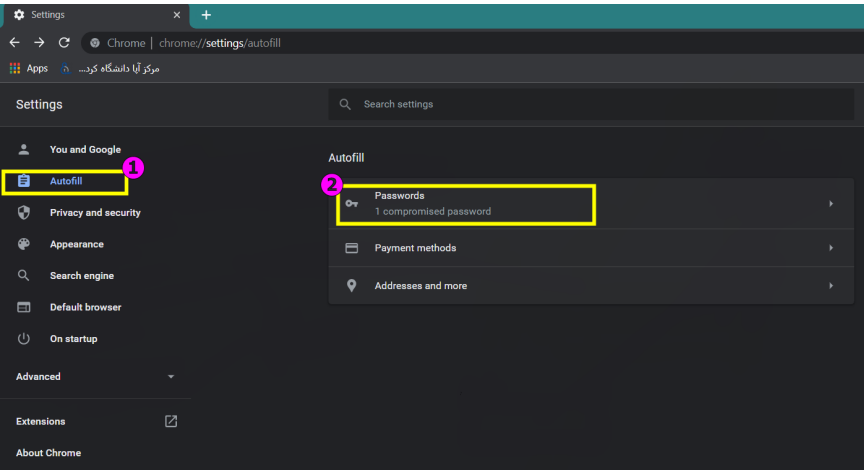 Settings
Chrome | chrome://settings/autofill
Apps
مرکز آپا دانشگاه کرد...
Settings
Search settings
You and Google
1
Autofill
Privacy and security
Appearance
Search engine
Default browser
On startup
Advanced
Extensions
About Chrome
Autofill
2
Passwords
1 compromised password
Payment methods
Addresses and more